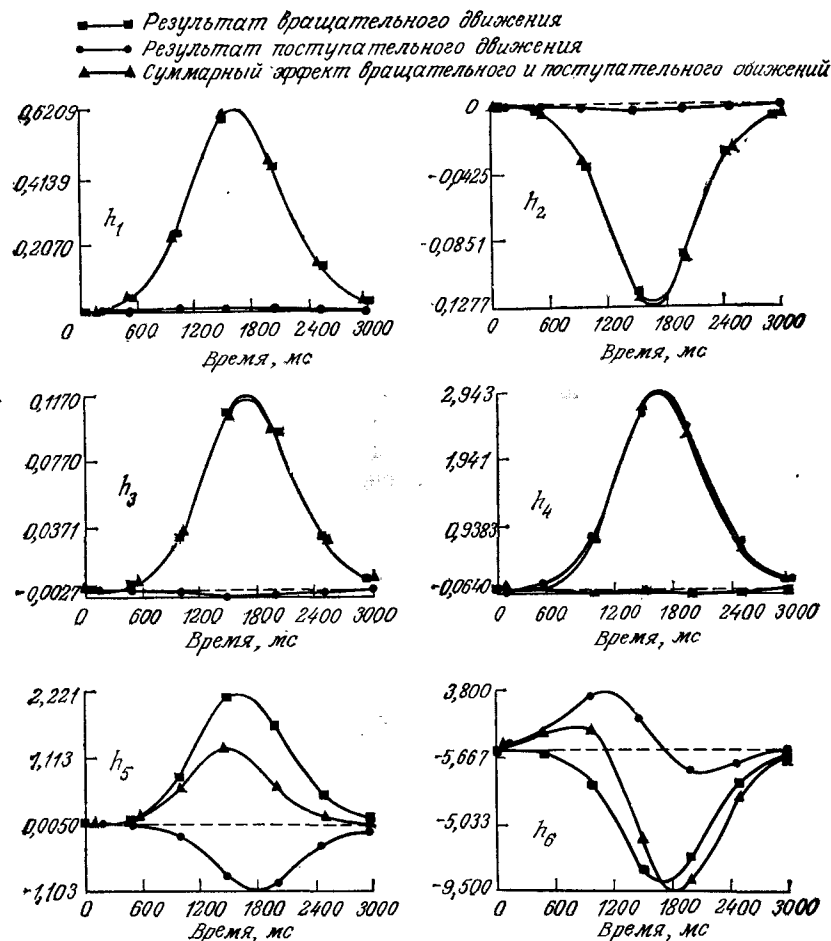 Результат вращательного движения
Результат поступательного движения
Суммарный эффект вращательного и поступательного движений
0,6209
0,4139
0,2070
h1
0 600 1200 1800 2400 3000
Время, мс
0
-0,0425
-0,0851
-0,1277
h2
0 600 1200 1800 2400 3000
Время, мс
0,1170
0,0770
0,0371
-0,0027
h3
0 600 1200 1800 2400 3000
Время, мс
2,943
1,941
0,9383
-0,0640
h4
0 600 1200 1800 2400 3000
Время, мс
2,221
1,113
0,0050
-1,103
h5
0 600 1200 1800 2400 3000
Время, мс
3,800
-5,667
-5,033
-9,500
h6
0 600 1200 1800 2400 3000
Время, мс